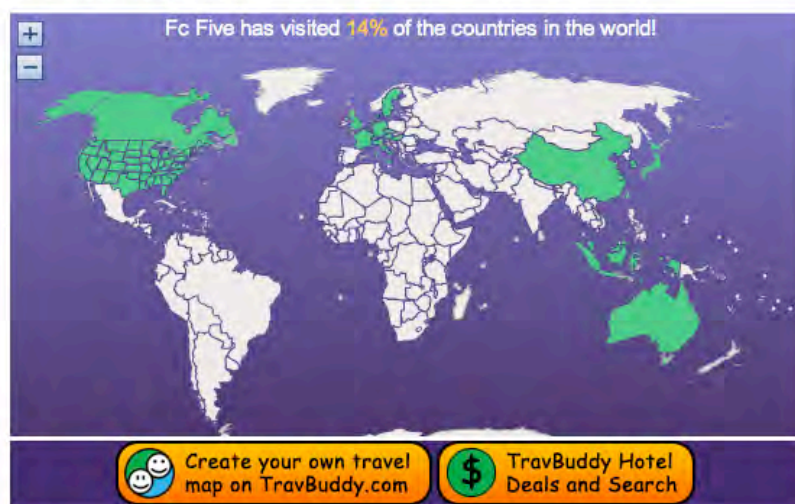 Fc Five has visited 14% of the countries in the world!
+
−
Create your own travel
map on TravBuddy.com
$
TravBuddy Hotel
Deals and Search